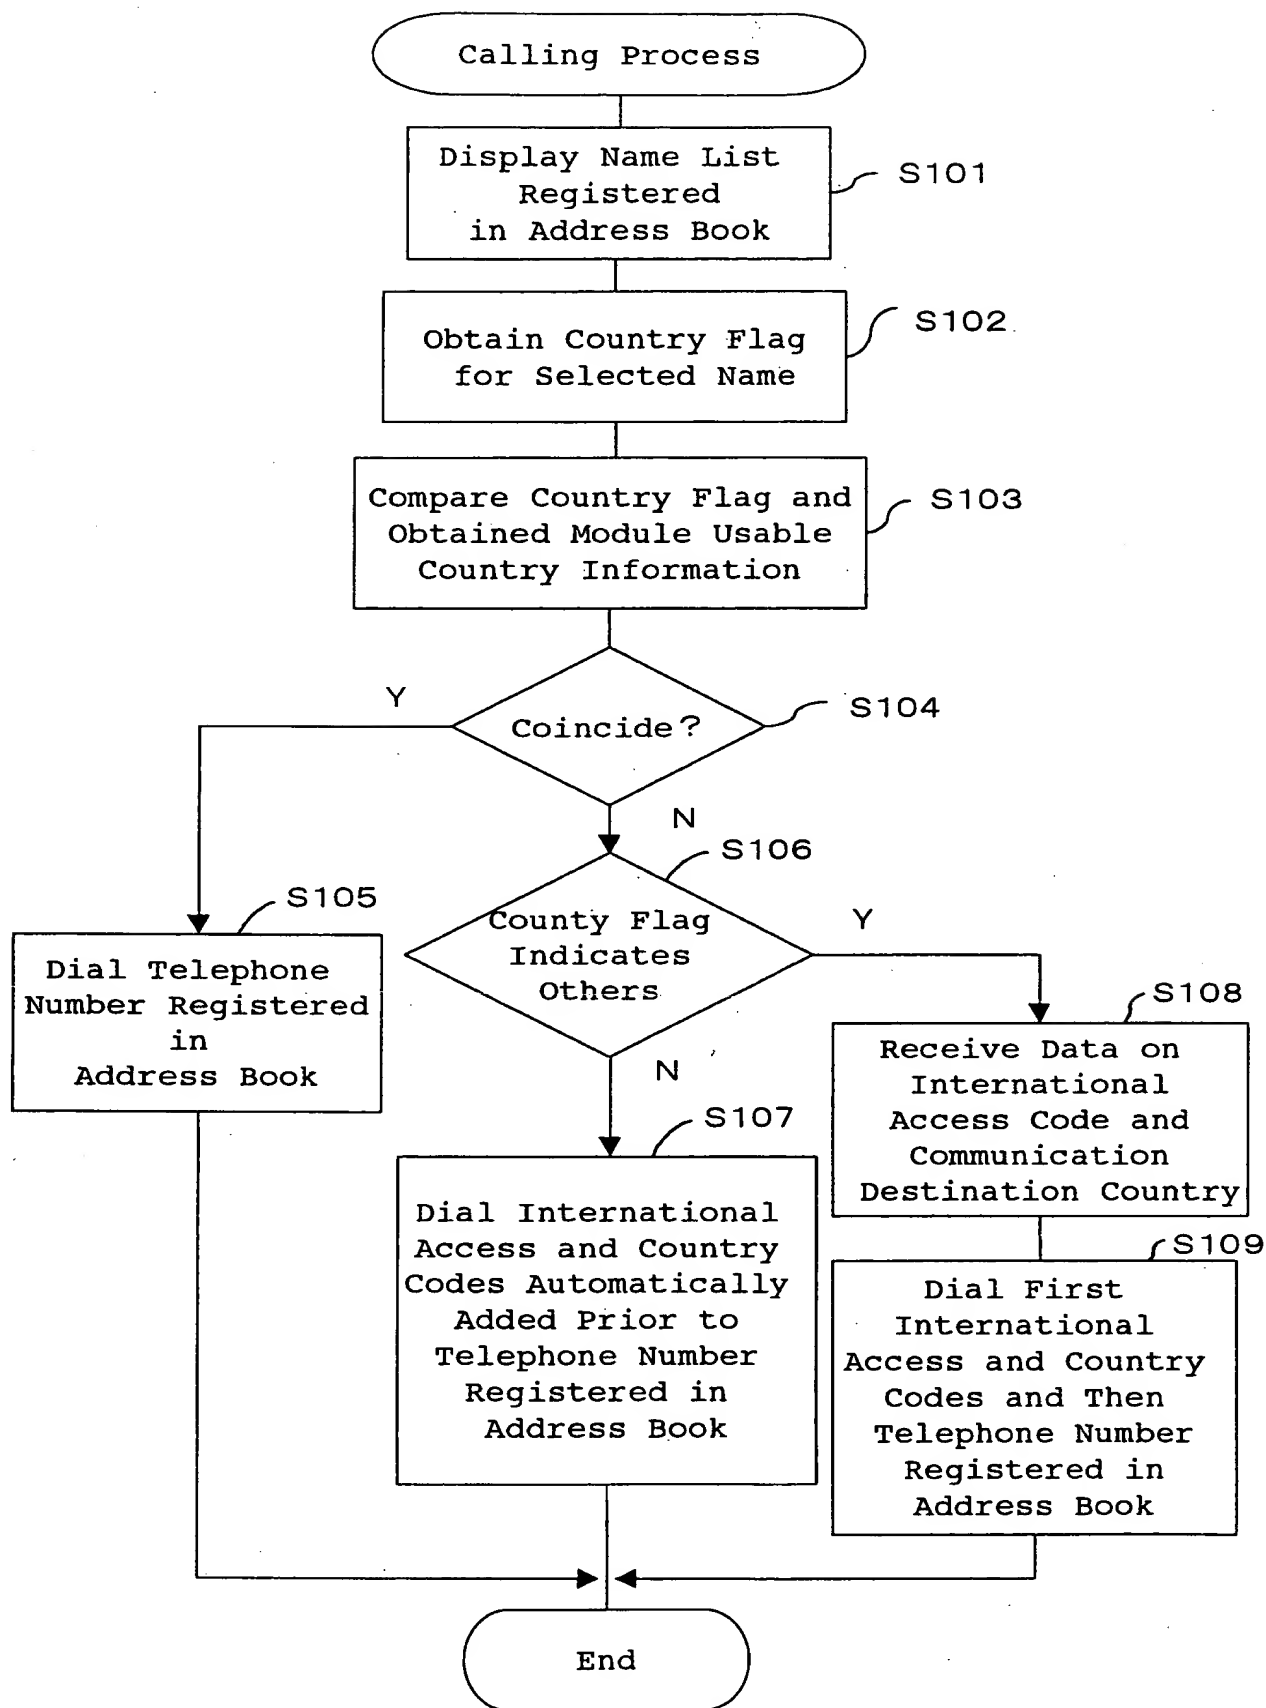 Calling Process
Display Name List
Registered
in Address Book
S101
Obtain Country Flag
for Selected Name
S102
Compare Country Flag and
Obtained Module Usable
Country Information
S103
Y
Coincide?
S104
N
S106
S105
County Flag
Indicates
Others
Y
Dial Telephone
Number Registered
in
Address Book
S108
Receive Data on
International
Access Code and
Communication
Destination Country
N
S107
Dial International
Access and Country
Codes Automatically
Added Prior to
Telephone Number
Registered in
Address Book
S109
Dial First
International
Access and Country
Codes and Then
Telephone Number
Registered in
Address Book
End